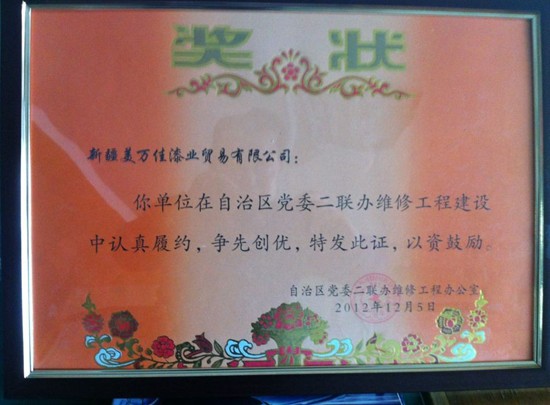 奖 状
新疆美万佳漆业贸易有限公司：
你单位在自治区党委二联办维修工程建设
中认真履约，争先创优，特发此证，以资鼓励。
自治区党委二联办维修工程办公室
2012年12月5日